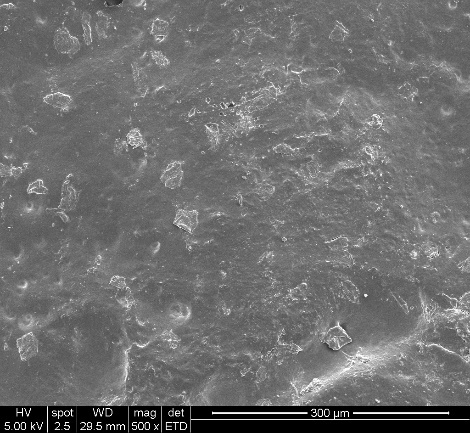 HV spot WD mag det 300 µm
5.00 kV 2.5 29.5 mm 500 x ETD